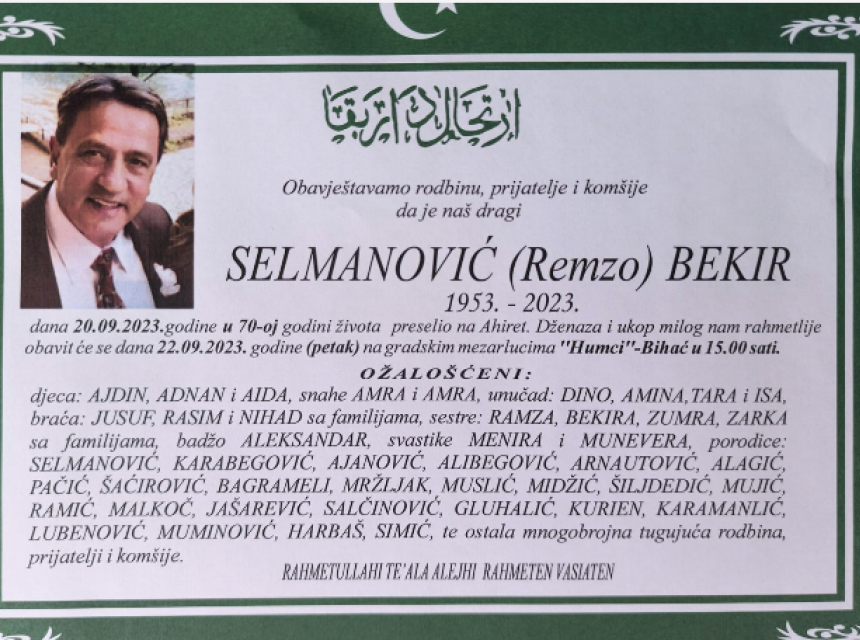 ارتحال دار بقا
Obavještavamo rodbinu, prijatelje i komšije
da je naš dragi
SELMANOVIĆ (Remzo) BEKIR
1953. - 2023.
dana 20.09.2023.godine u 70-oj godini života preselio na Ahiret. Dženaza i ukop milog nam rahmetlije
obavit će se dana 22.09.2023. godine (petak) na gradskim mezarlucima "Humci"-Bihać u 15.00 sati.
OŽALOŠĆENI:
djeca: AJDIN, ADNAN i AIDA, snahe AMRA i AMRA, unučad: DINO, AMINA,TARA i ISA,
braća: JUSUF, RASIM i NIHAD sa familijama, sestre: RAMZA, BEKIRA, ZUMRA, ZARKA
sa familijama, badžo ALEKSANDAR, svastike MENIRA i MUNEVERA, porodice:
SELMANOVIĆ, KARABEGOVIĆ, AJANOVIĆ, ALIBEGOVIĆ, ARNAUTOVIĆ, ALAGIĆ,
PAČIĆ, ŠAĆIROVIĆ, BAGRAMELI, MRŽLJAK, MUSLIĆ, MIDŽIĆ, ŠILJDEDIĆ, MUJIĆ,
RAMIĆ, MALKOČ, JAŠAREVIĆ, SALČINOVIĆ, GLUHALIĆ, KURIEN, KARAMANLIĆ,
LUBENOVIĆ, MUMINOVIĆ, HARBAŠ, SIMIĆ, te ostala mnogobrojna tugujuća rodbina,
prijatelji i komšije.
RAHMETULLAHI TE'ALA ALEJHI RAHMETEN VASIATEN